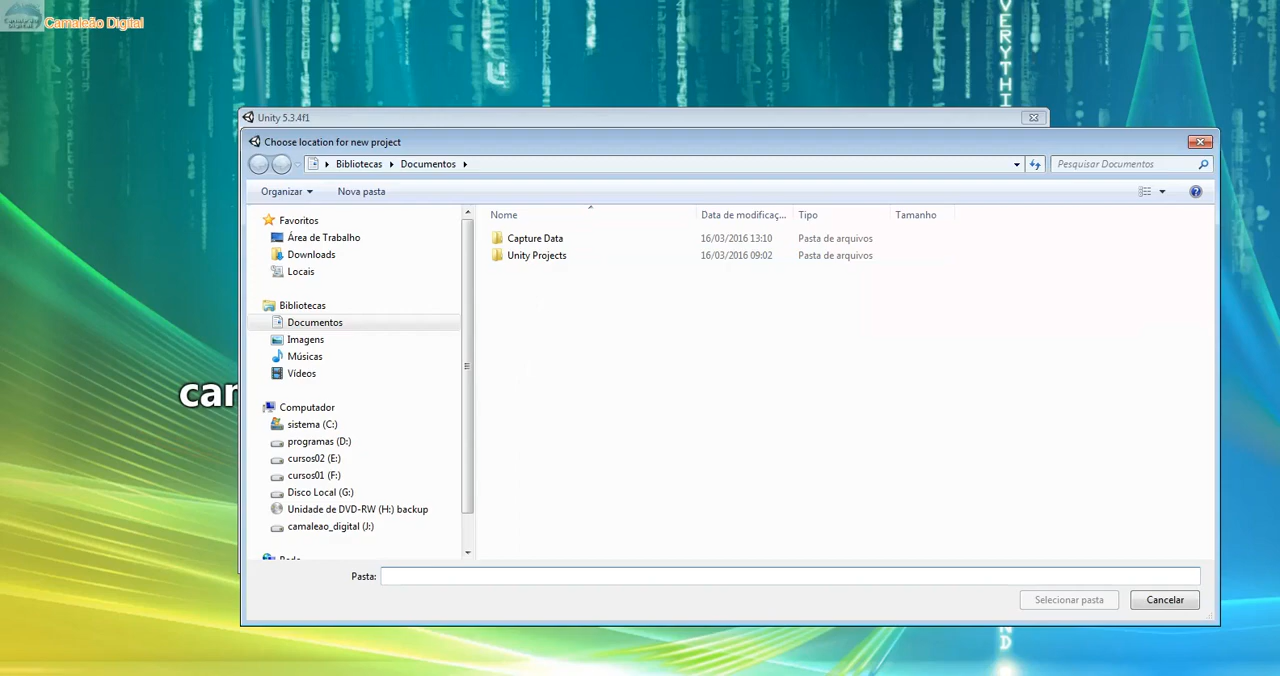 Camaleão Digital
EVERYTHI
Unity 5.3.4f1
Choose location for new project
Bibliotecas Documentos
Pesquisar Documentos
Organizar
Nova pasta
Nome
Data de modificaç...
Tipo
Tamanho
Favoritos
Área de Trabalho
Downloads
Locais
Bibliotecas
Documentos
Imagens
Músicas
Vídeos
Computador
sistema (C:)
programas (D:)
cursos02 (E:)
cursos01 (F:)
Disco Local (G:)
Unidade de DVD-RW (H:) backup
camaleao_digital (J:)
Capture Data 16/03/2016 13:10 Pasta de arquivos
Unity Projects 16/03/2016 09:02 Pasta de arquivos
car
Pasta:
Selecionar pasta
Cancelar